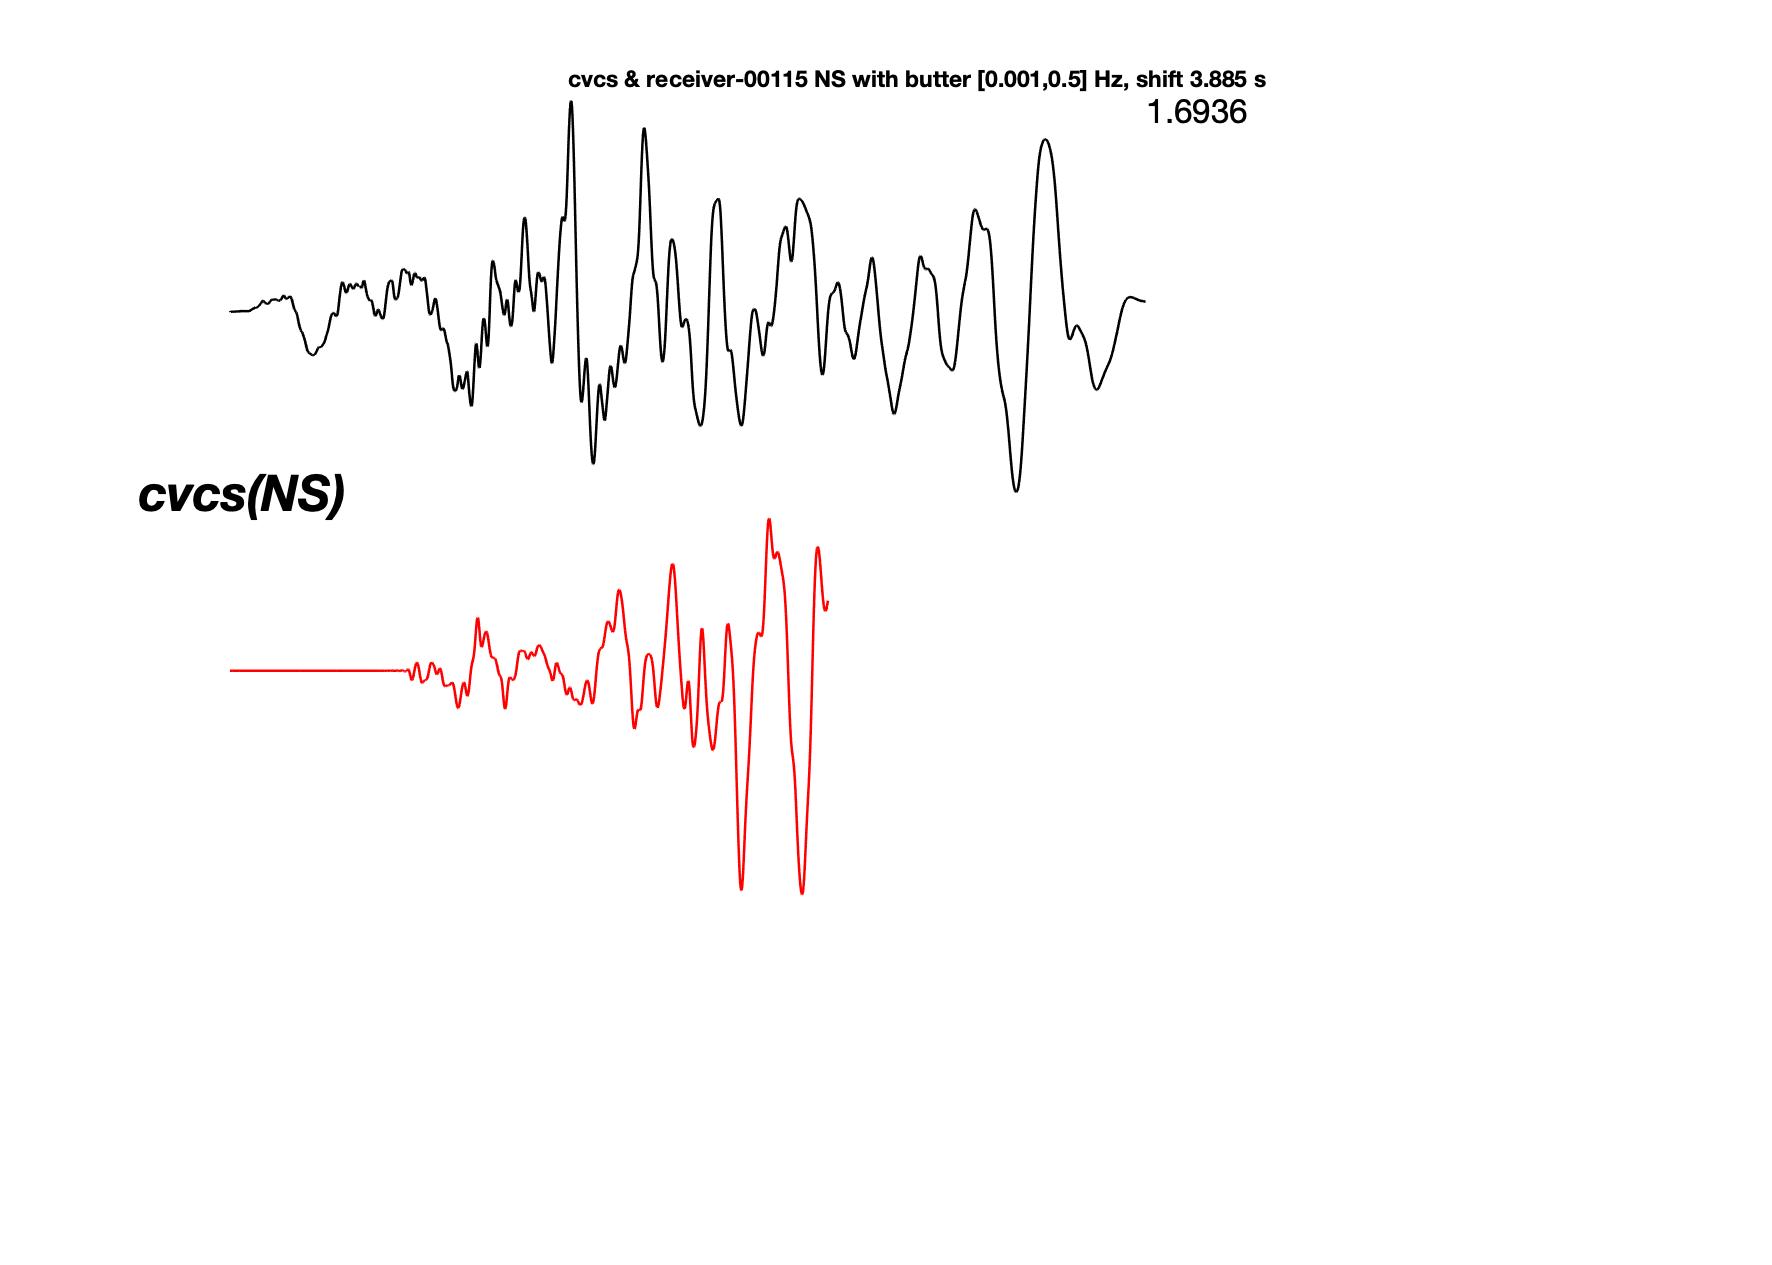 cvcs & receiver-00115 NS with butter [0.001,0.5] Hz, shift 3.885 s
1.6936
cvcs(NS)